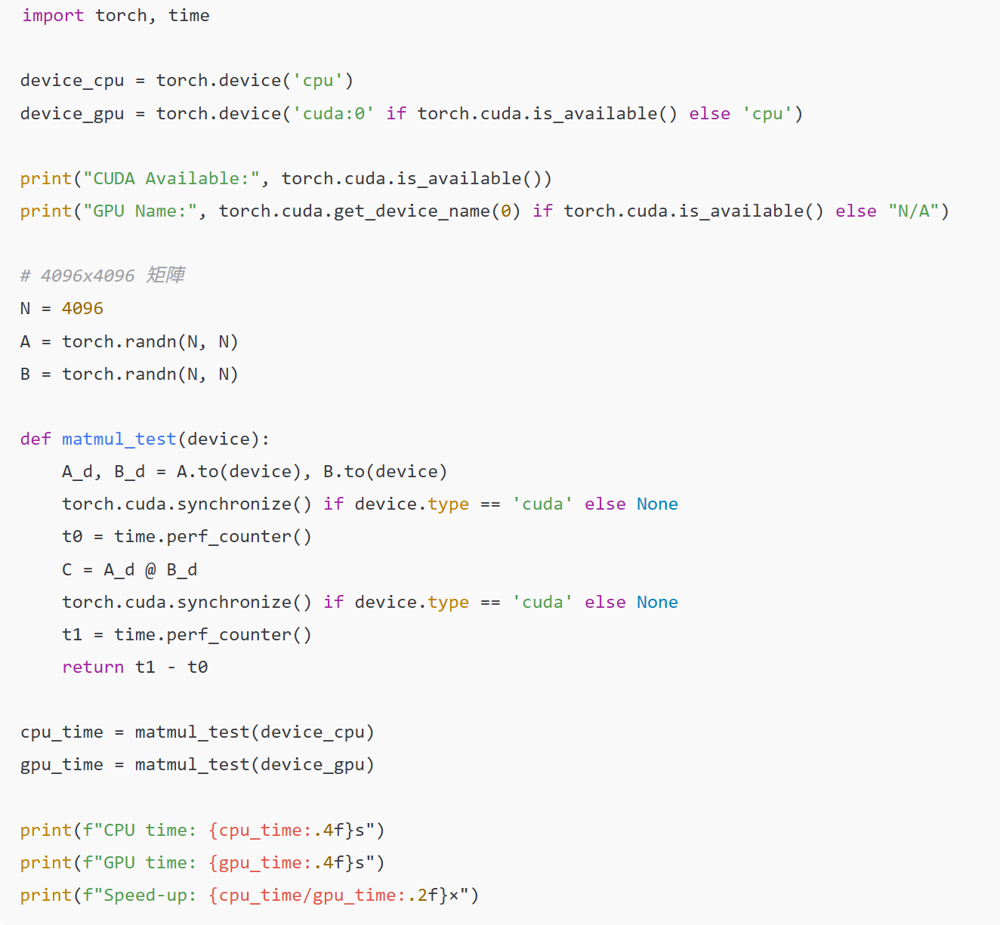 import torch, time
device_cpu = torch.device('cpu')
device_gpu = torch.device('cuda:0' if torch.cuda.is_available() else 'cpu')
print("CUDA Available:", torch.cuda.is_available())
print("GPU Name:", torch.cuda.get_device_name(0) if torch.cuda.is_available() else "N/A")
# 4096x4096 矩陣
N = 4096
A = torch.randn(N, N)
B = torch.randn(N, N)
def matmul_test(device):
    A_d, B_d = A.to(device), B.to(device)
    torch.cuda.synchronize() if device.type == 'cuda' else None
    t0 = time.perf_counter()
    C = A_d @ B_d
    torch.cuda.synchronize() if device.type == 'cuda' else None
    t1 = time.perf_counter()
    return t1 - t0
cpu_time = matmul_test(device_cpu)
gpu_time = matmul_test(device_gpu)
print(f"CPU time: {cpu_time:.4f}s")
print(f"GPU time: {gpu_time:.4f}s")
print(f"Speed-up: {cpu_time/gpu_time:.2f}×")